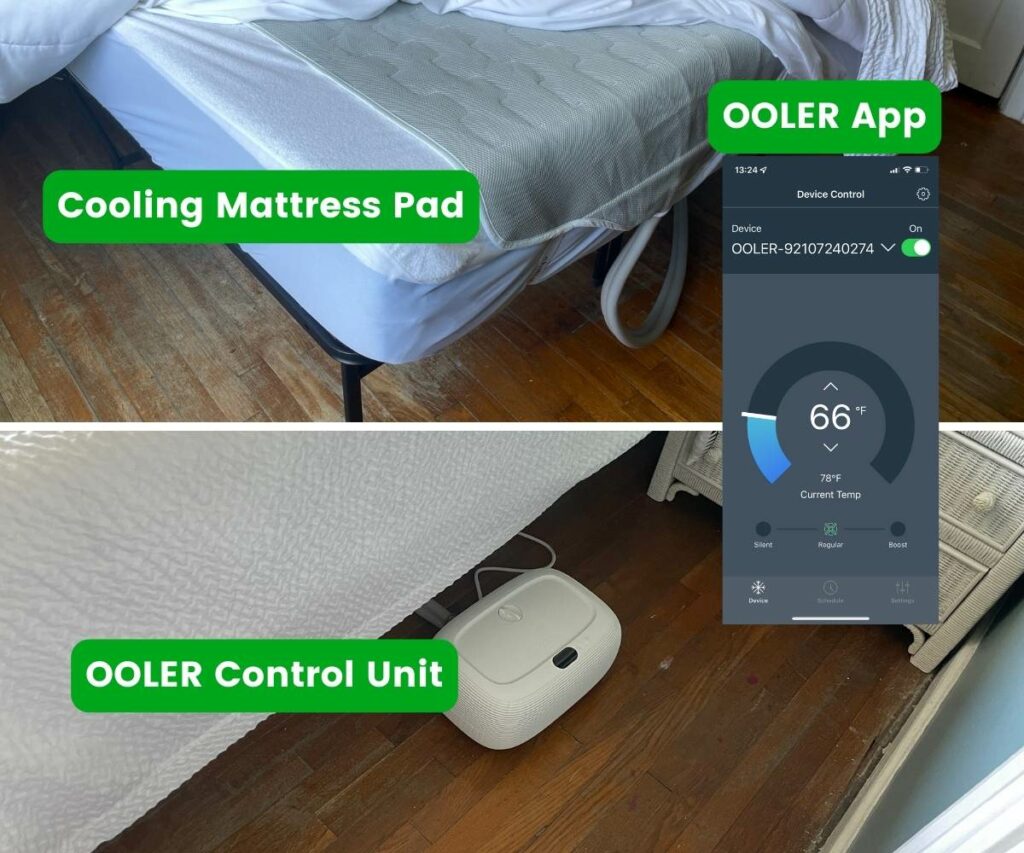 OOLER App
Cooling Mattress Pad
13:24
Device Control
Device
On
OOLER-92107240274
66 °F
78°F
Current Temp
Silent
Regular
Boost
Device
Schedule
Settings
OOLER Control Unit